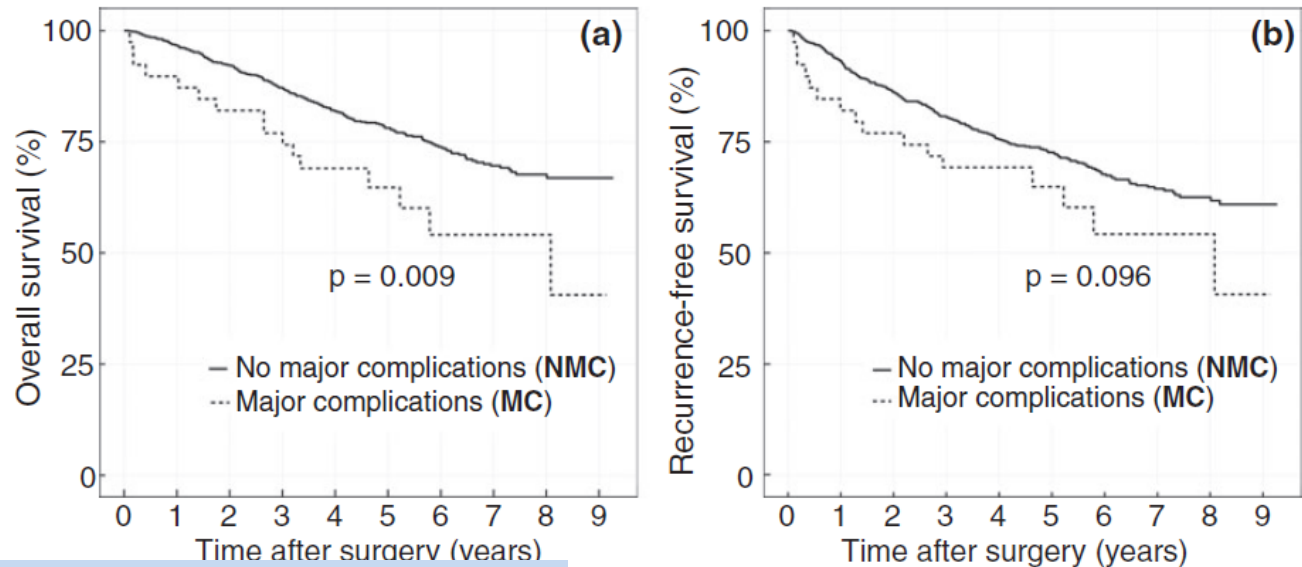 (a)
100
75
50
25
0
Overall survival (%)
p = 0.009
No major complications (NMC)
Major complications (MC)
0 1 2 3 4 5 6 7 8 9
Time after surgery (years)
(b)
100
75
50
25
0
Recurrence-free survival (%)
p = 0.096
No major complications (NMC)
Major complications (MC)
0 1 2 3 4 5 6 7 8 9
Time after surgery (years)